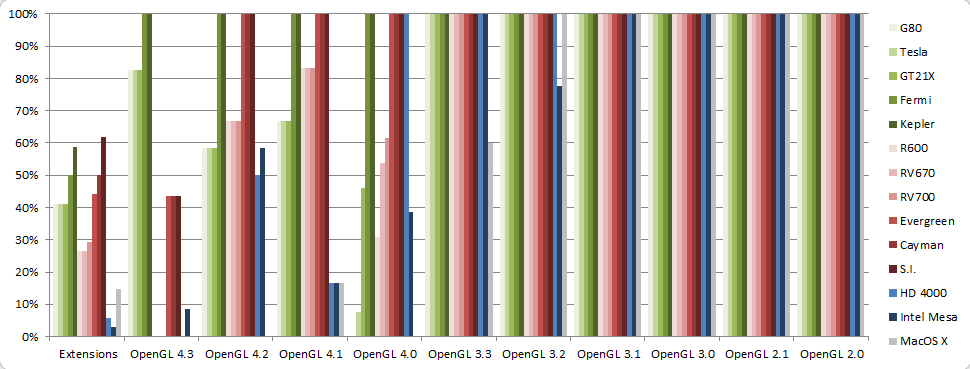 100%
90%
80%
70%
60%
50%
40%
30%
20%
10%
0%
Extensions OpenGL 4.3 OpenGL 4.2 OpenGL 4.1 OpenGL 4.0 OpenGL 3.3 OpenGL 3.2 OpenGL 3.1 OpenGL 3.0 OpenGL 2.1 OpenGL 2.0
G80
Tesla
GT21X
Fermi
Kepler
R600
RV670
RV700
Evergreen
Cayman
S.I.
HD 4000
Intel Mesa
MacOS X